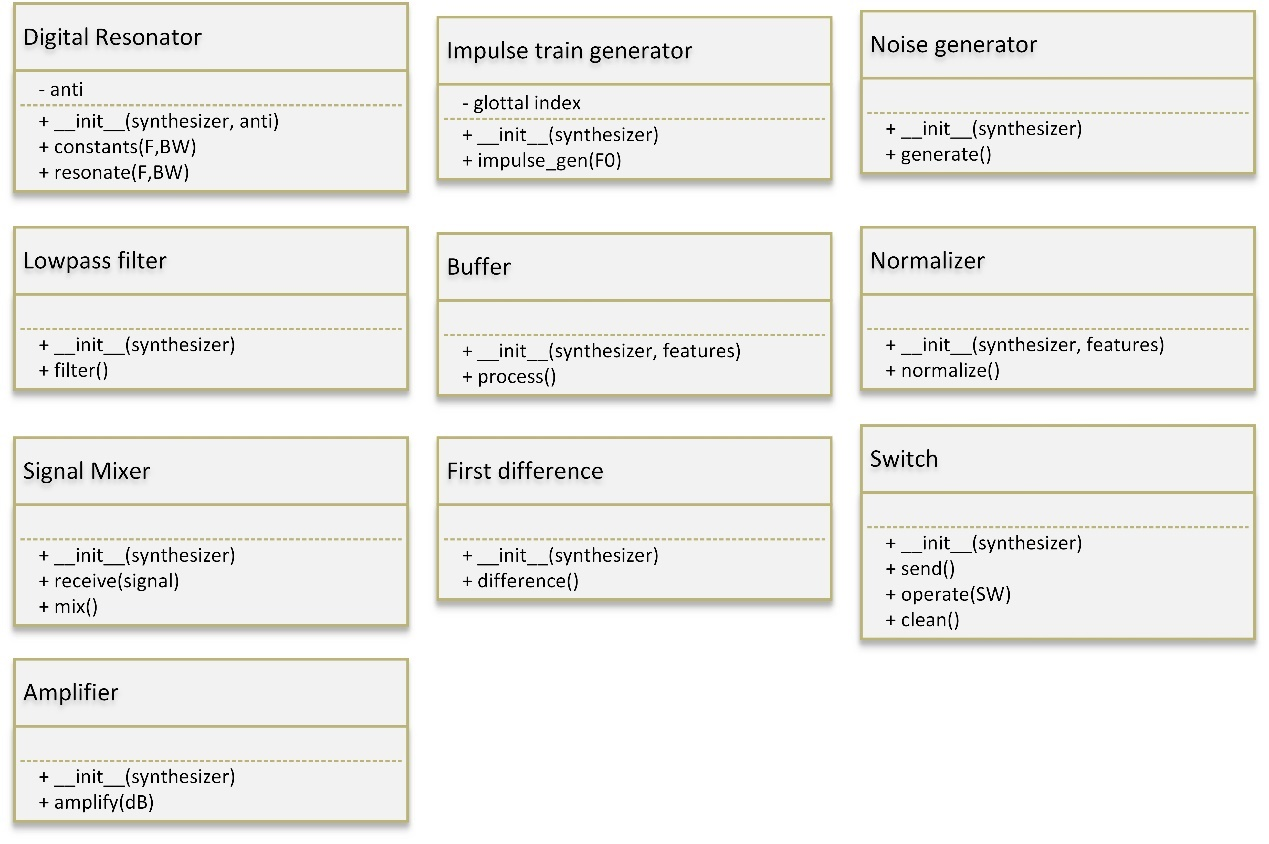 Digital Resonator
- anti
+ __init__(synthesizer, anti)
+ constants(F,BW)
+ resonate(F,BW)
Impulse train generator
- glottal index
+ __init__(synthesizer)
+ impulse_gen(F0)
Noise generator
+ __init__(synthesizer)
+ generate()
Lowpass filter
+ __init__(synthesizer)
+ filter()
Buffer
+ __init__(synthesizer, features)
+ process()
Normalizer
+ __init__(synthesizer, features)
+ normalize()
Signal Mixer
+ __init__(synthesizer)
+ receive(signal)
+ mix()
First difference
+ __init__(synthesizer)
+ difference()
Switch
+ __init__(synthesizer)
+ send()
+ operate(SW)
+ clean()
Amplifier
+ __init__(synthesizer)
+ amplify(dB)